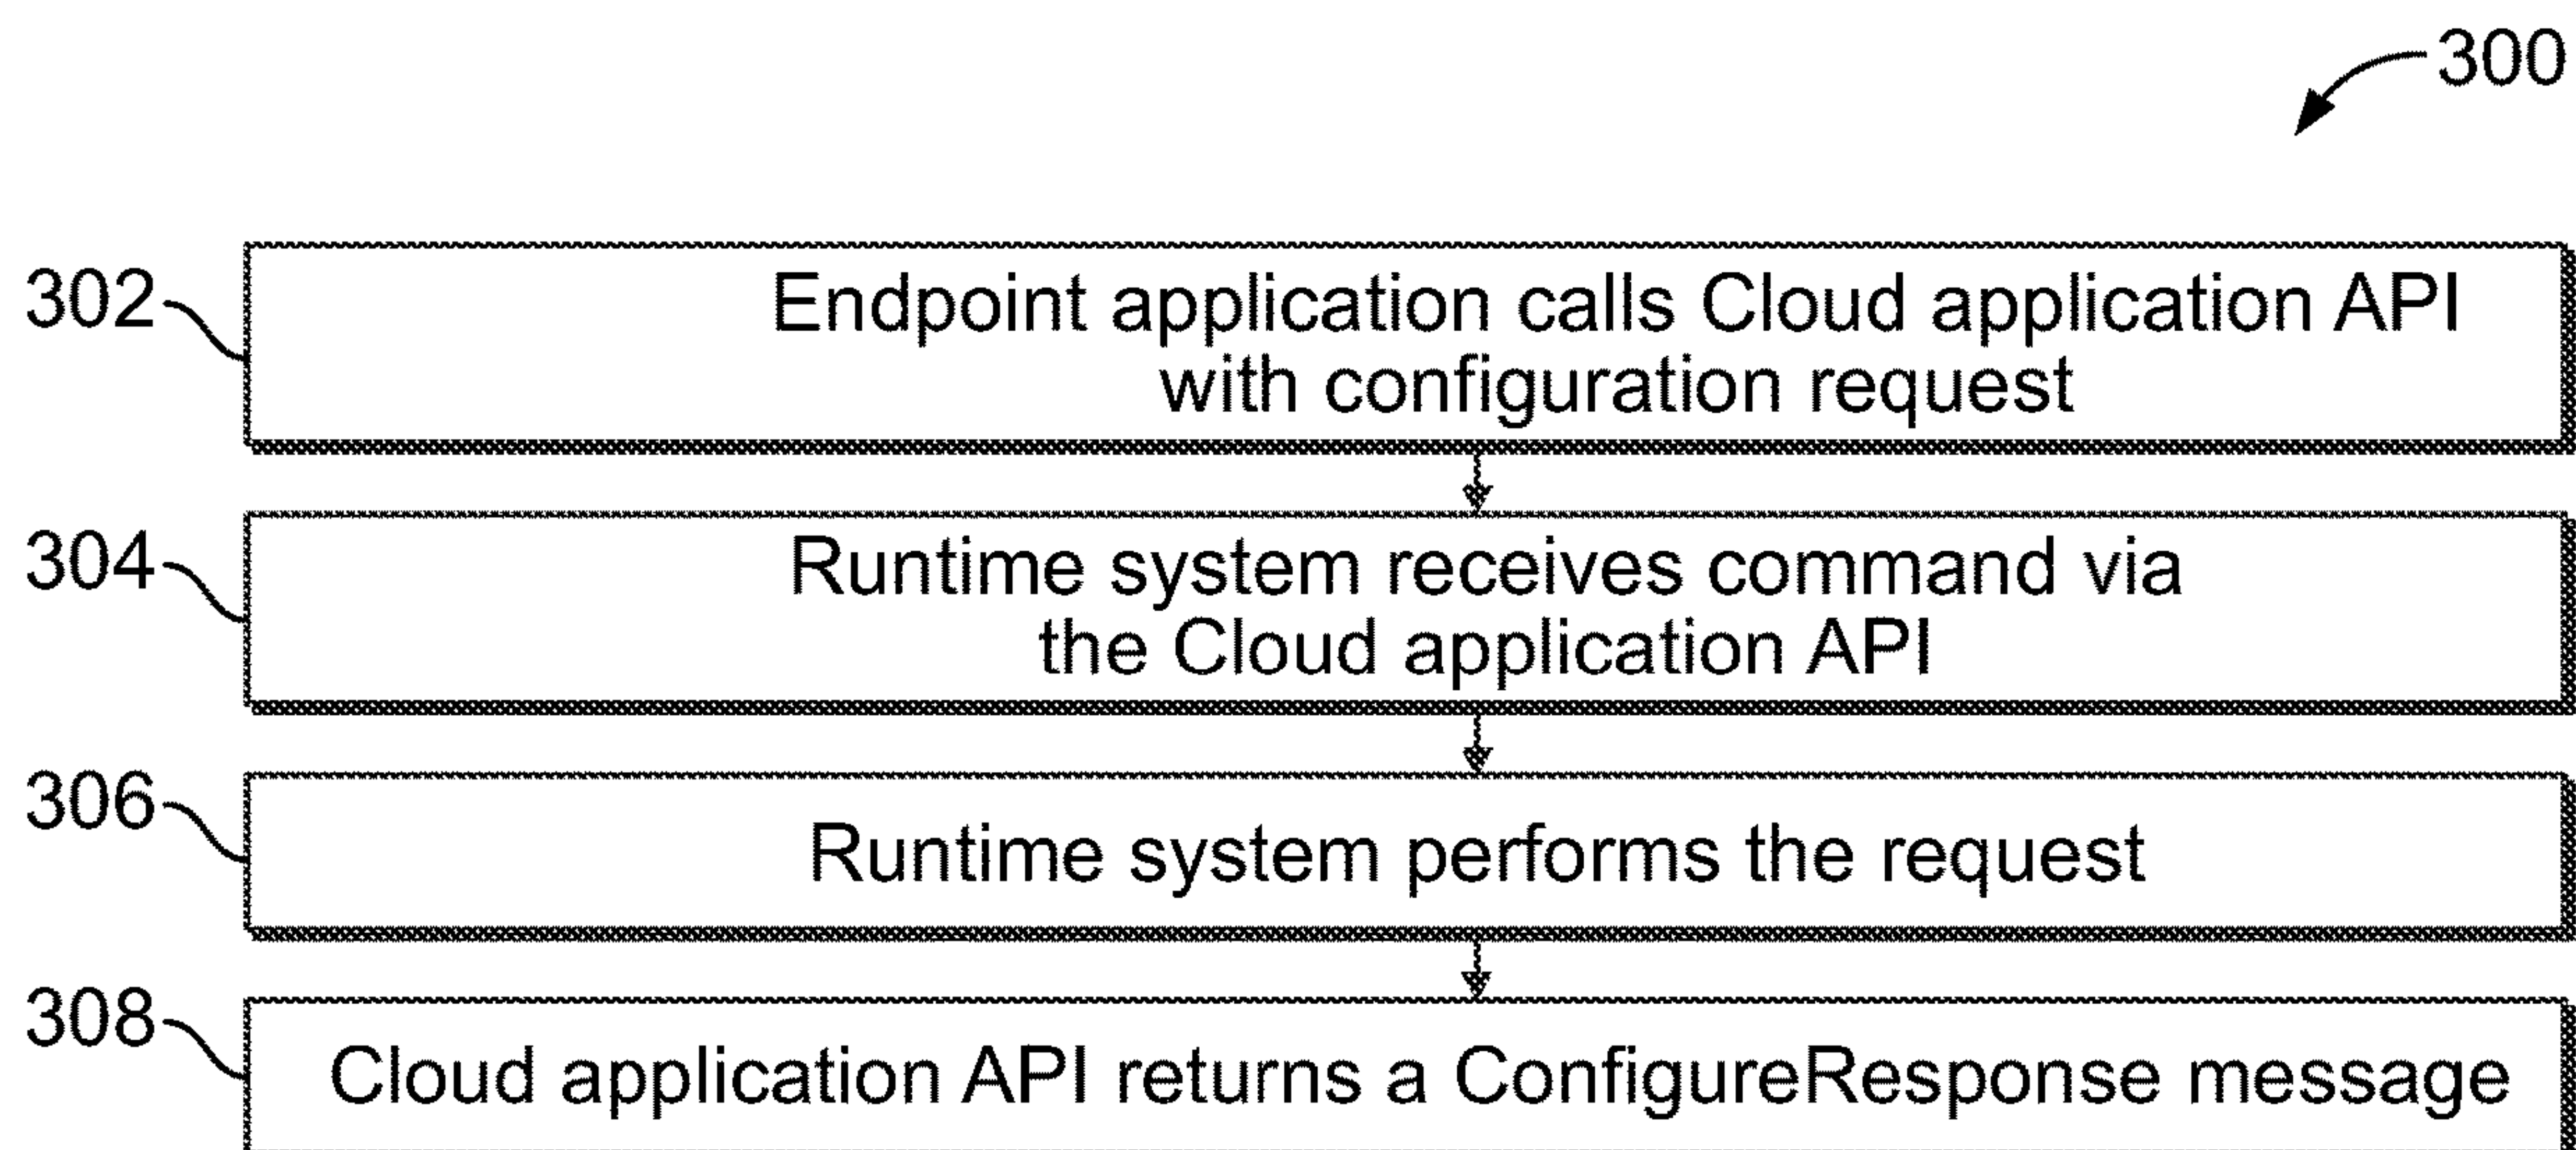 300
302
Endpoint application calls Cloud application API
with configuration request
304
Runtime system receives command via
the Cloud application API
306
Runtime system performs the request
308
Cloud application API returns a ConfigureResponse message